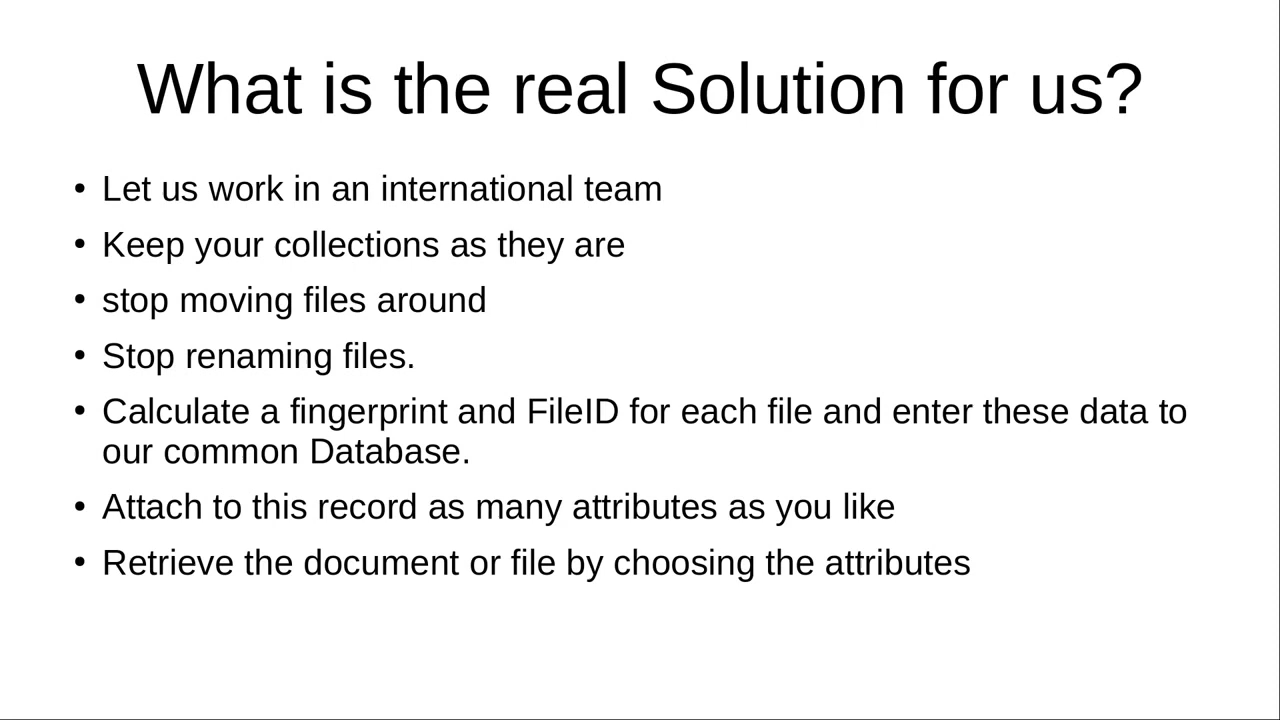 What is the real Solution for us?
• Let us work in an international team
• Keep your collections as they are
• stop moving files around
• Stop renaming files.
• Calculate a fingerprint and FileID for each file and enter these data to
our common Database.
• Attach to this record as many attributes as you like
• Retrieve the document or file by choosing the attributes